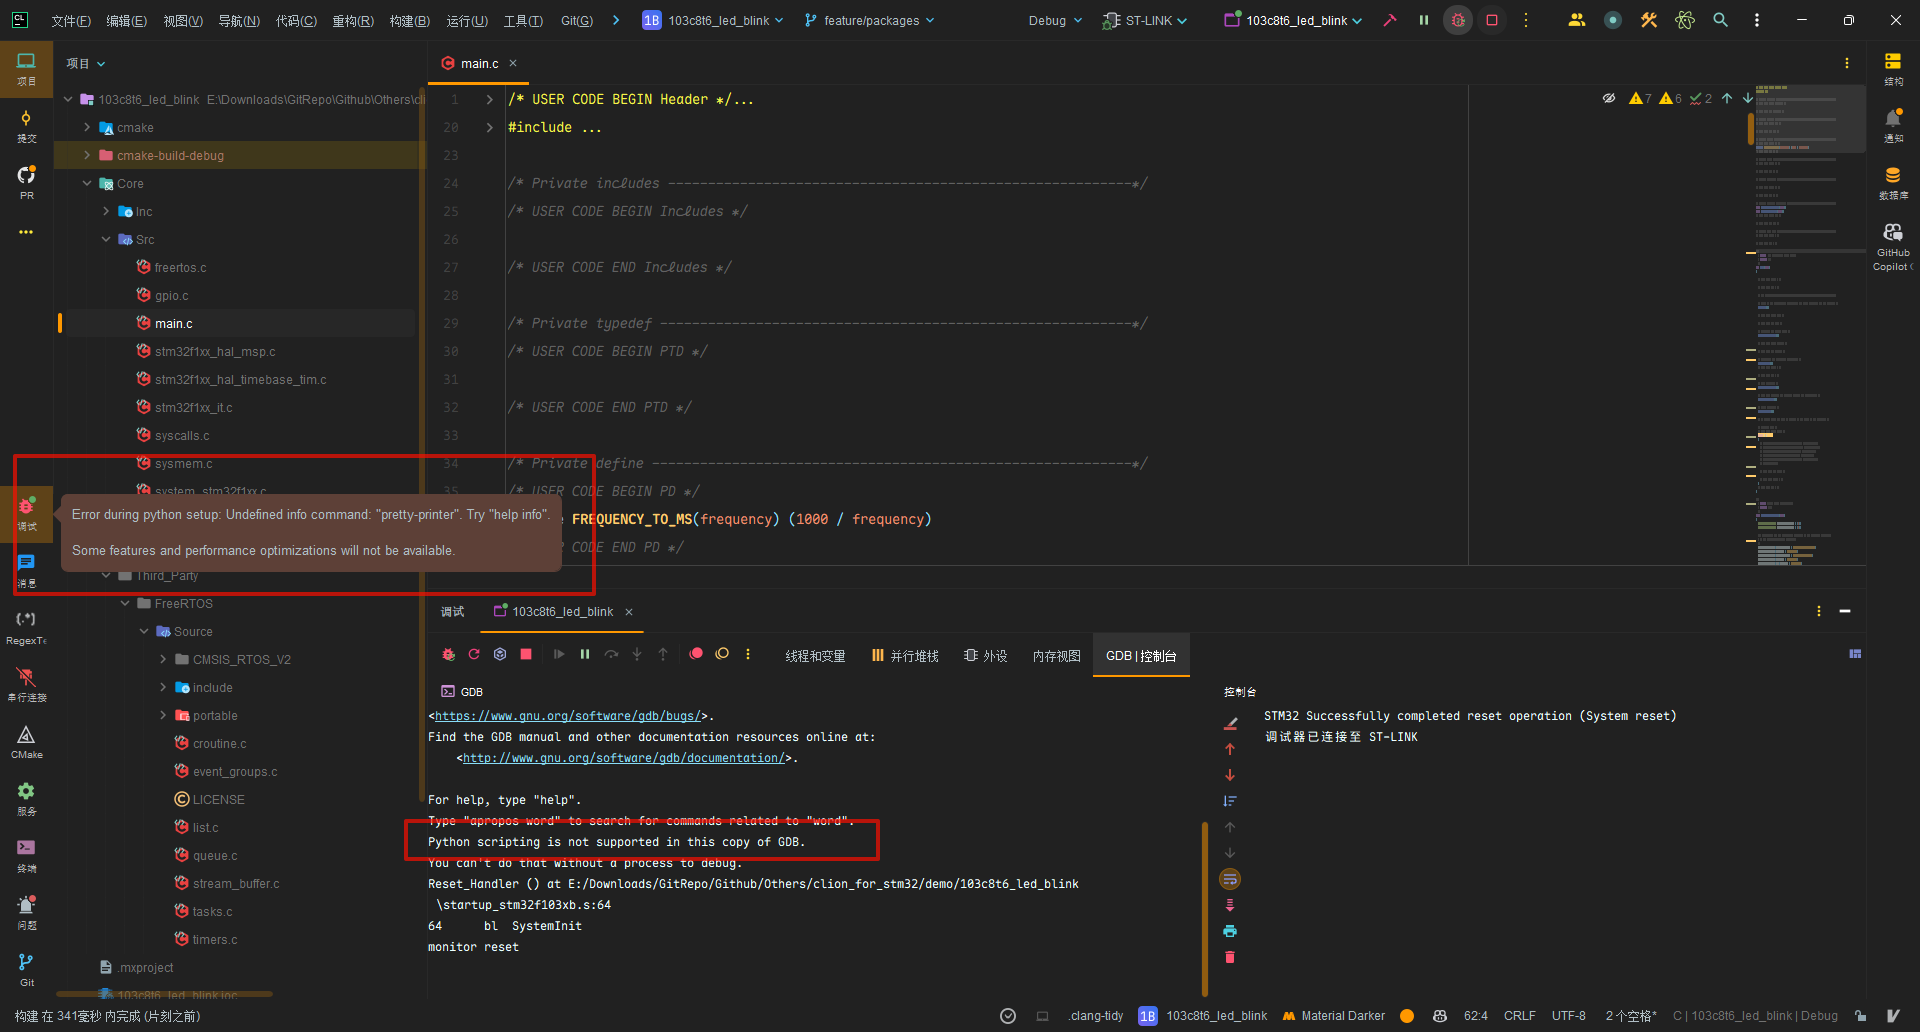 CL 文件(F) 编辑(E) 视图(V) 导航(N) 代码(C) 重构(R) 构建(B) 运行(U) 工具(T) Git(G) 1B 103c8t6_led_blink feature/packages Debug ST-LINK 103c8t6_led_blink
项目
提交
PR
调试
消息
RegexTe
串行连接
CMake
服务
终端
问题
Git
项目
103c8t6_led_blink E:\Downloads\GitRepo\Github\Others\cli
cmake
cmake-build-debug
Core
Inc
Src
freertos.c
gpio.c
main.c
stm32f1xx_hal_msp.c
stm32f1xx_hal_timebase_tim.c
stm32f1xx_it.c
syscalls.c
sysmem.c
system_stm32f1xx.c
Error during python setup: Undefined info command: "pretty-printer". Try "help info".
Some features and performance optimizations will not be available.
Third_Party
FreeRTOS
Source
CMSIS_RTOS_V2
include
portable
croutine.c
event_groups.c
LICENSE
list.c
queue.c
stream_buffer.c
tasks.c
timers.c
.mxproject
103c8t6_led_blink.ioc
main.c
7 6 2
1 /* USER CODE BEGIN Header */...
20 #include ...
23
24 /* Private includes ----------------------------------------------------------*/
25 /* USER CODE BEGIN Includes */
26
27 /* USER CODE END Includes */
28
29 /* Private typedef -----------------------------------------------------------*/
30 /* USER CODE BEGIN PTD */
31
32 /* USER CODE END PTD */
33
34 /* Private define ------------------------------------------------------------*/
35 /* USER CODE BEGIN PD */
FREQUENCY_TO_MS(frequency) (1000 / frequency)
CODE END PD */
结构
通知
数据库
GitHub
Copilot
调试 103c8t6_led_blink
线程和变量 并行堆栈 外设 内存视图 GDB | 控制台
GDB
<https://www.gnu.org/software/gdb/bugs/>.
Find the GDB manual and other documentation resources online at:
<http://www.gnu.org/software/gdb/documentation/>.
For help, type "help".
Type "apropos word" to search for commands related to "word".
Python scripting is not supported in this copy of GDB.
You can't do that without a process to debug.
Reset_Handler () at E:/Downloads/GitRepo/Github/Others/clion_for_stm32/demo/103c8t6_led_blink
\startup_stm32f103xb.s:64
64 bl SystemInit
monitor reset
控制台
STM32 Successfully completed reset operation (System reset)
调试器已连接至 ST-LINK
构建 在 341毫秒 内完成 (片刻之前) .clang-tidy 1B 103c8t6_led_blink Material Darker 62:4 CRLF UTF-8 2 个空格* C | 103c8t6_led_blink | Debug